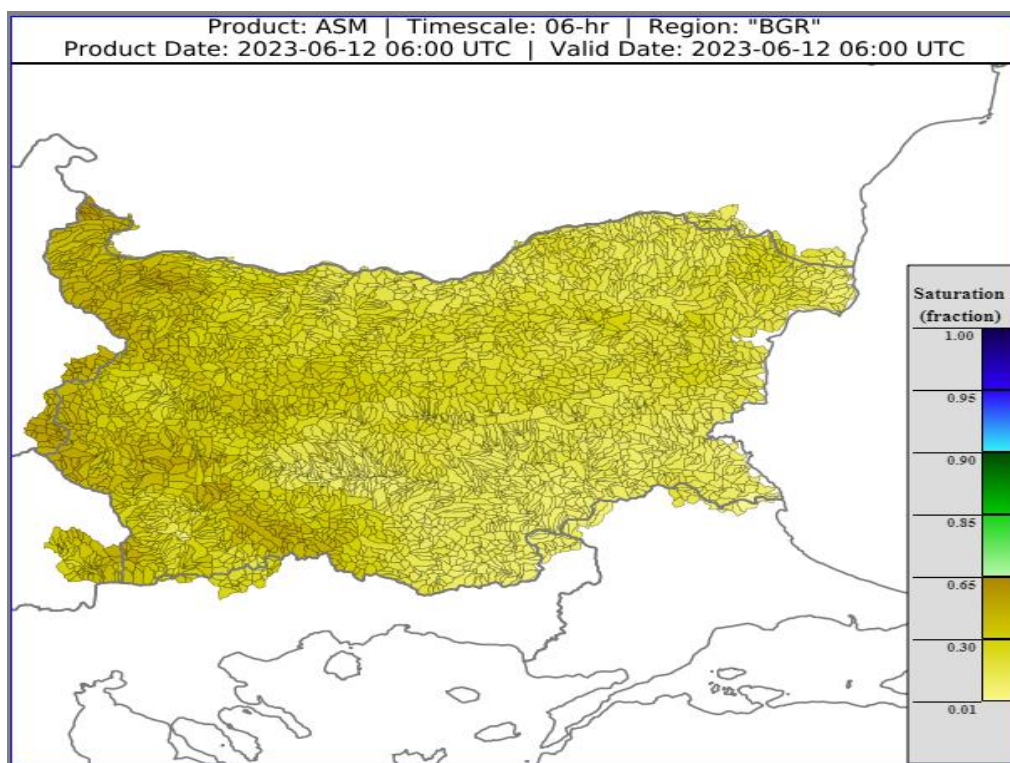 Product: ASM | Timescale: 06-hr | Region: "BGR"
Product Date: 2023-06-12 06:00 UTC | Valid Date: 2023-06-12 06:00 UTC
Saturation
(fraction)
1.00
0.95
0.90
0.85
0.65
0.30
0.01